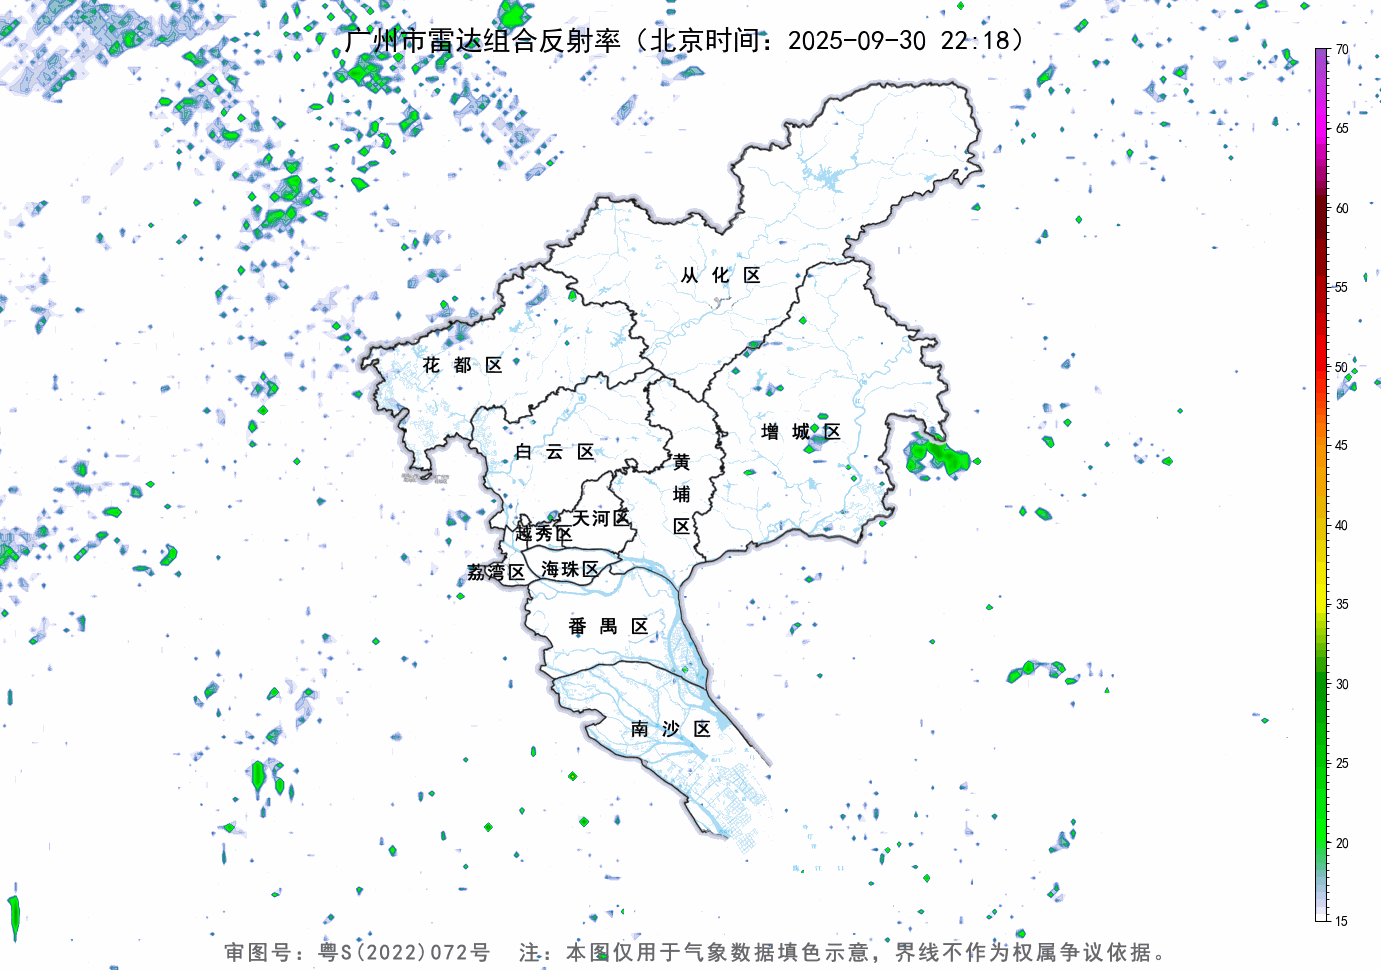 广州市雷达组合反射率（北京时间：2025-09-30 22:18）
70
65
60
55
50
45
40
35
30
25
20
15
从化区
花都区
增城区
白云区
黄埔区
天河区
越秀区
荔湾区
海珠区
番禺区
南沙区
审图号：粤S(2022)072号 注：本图仅用于气象数据填色示意，界线不作为权属争议依据。